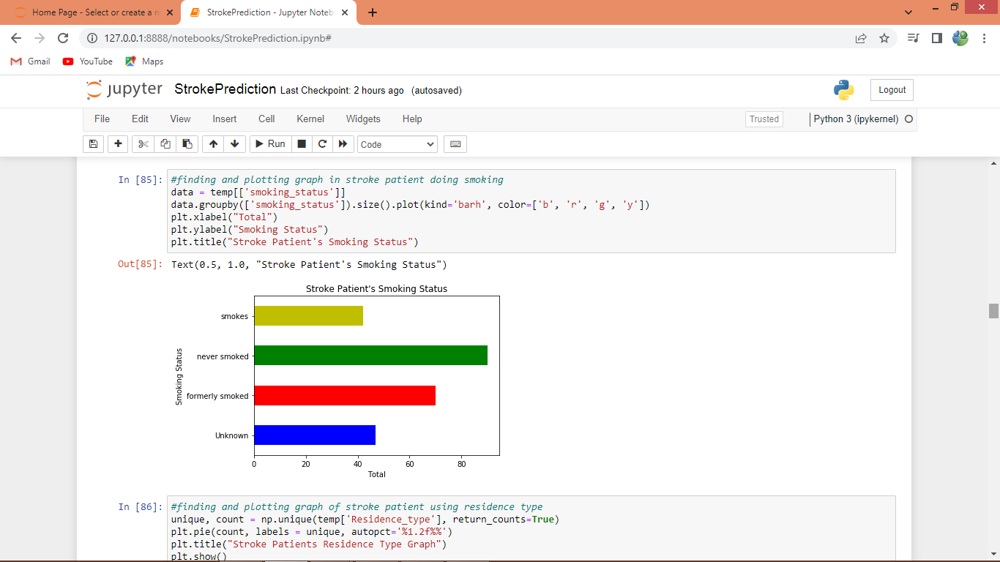 Home Page - Select or create a n
StrokePrediction - Jupyter Noteb
127.0.0.1:8888/notebooks/StrokePrediction.ipynb#
Gmail YouTube Maps
jupyter StrokePrediction Last Checkpoint: 2 hours ago (autosaved)
Logout
File Edit View Insert Cell Kernel Widgets Help
Trusted
Python 3 (ipykernel)
Run
Code
In [85]:
#finding and plotting graph in stroke patient doing smoking
data = temp[['smoking_status']]
data.groupby(['smoking_status']).size().plot(kind='barh', color=['b', 'r', 'g', 'y'])
plt.xlabel("Total")
plt.ylabel("Smoking Status")
plt.title("Stroke Patient's Smoking Status")
Out[85]: Text(0.5, 1.0, "Stroke Patient's Smoking Status")
Stroke Patient's Smoking Status
Smoking Status
smokes
never smoked
formerly smoked
Unknown
0 20 40 60 80
Total
In [86]:
#finding and plotting graph of stroke patient using residence type
unique, count = np.unique(temp['Residence_type'], return_counts=True)
plt.pie(count, labels = unique, autopct='%1.2f%%')
plt.title("Stroke Patients Residence Type Graph")
plt.show()